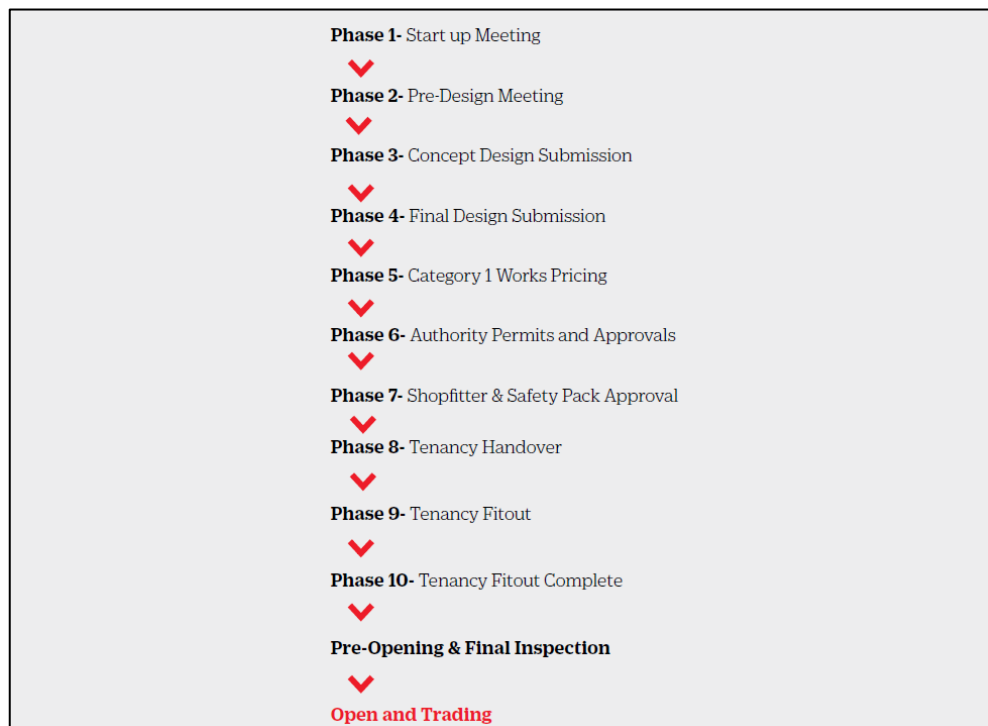 Phase 1- Start up Meeting
Phase 2- Pre-Design Meeting
Phase 3- Concept Design Submission
Phase 4- Final Design Submission
Phase 5- Category 1 Works Pricing
Phase 6- Authority Permits and Approvals
Phase 7- Shopfitter & Safety Pack Approval
Phase 8- Tenancy Handover
Phase 9- Tenancy Fitout
Phase 10- Tenancy Fitout Complete
Pre-Opening & Final Inspection
Open and Trading